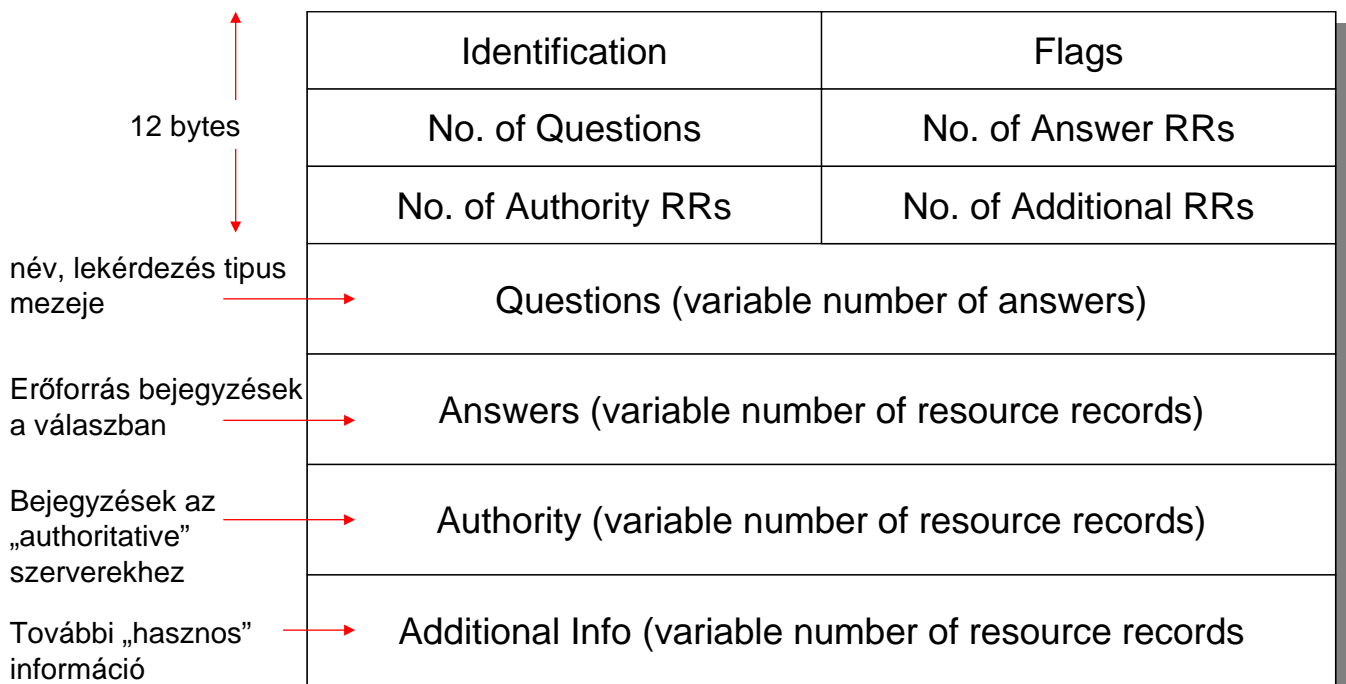 Identification
Flags
12 bytes
No. of Questions
No. of Answer RRs
No. of Authority RRs
No. of Additional RRs
név, lekérdezés tipus
mezeje
Questions (variable number of answers)
Erőforrás bejegyzések
a válaszban
Answers (variable number of resource records)
Bejegyzések az
„authoritative”
szerverekhez
Authority (variable number of resource records)
További „hasznos”
információ
Additional Info (variable number of resource records